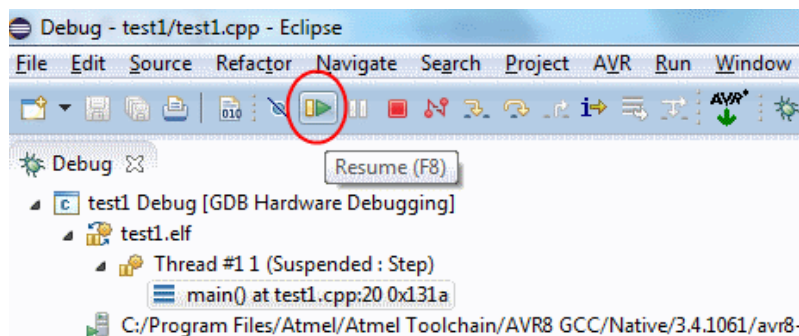 Debug - test1/test1.cpp - Eclipse
File Edit Source Refactor Navigate Search Project AVR Run Window
010 i AVR*
Debug
Resume (F8)
c test1 Debug [GDB Hardware Debugging]
test1.elf
Thread #1 1 (Suspended : Step)
main() at test1.cpp:20 0x131a
C:/Program Files/Atmel/Atmel Toolchain/AVR8 GCC/Native/3.4.1061/avr8-